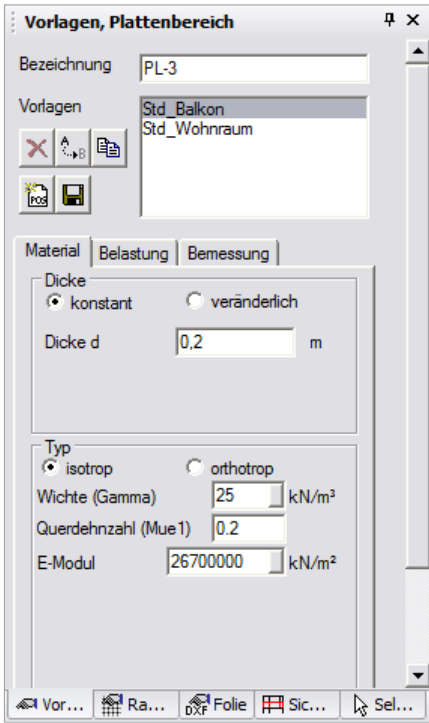 Vorlagen, Plattenbereich
Bezeichnung PL-3
Vorlagen
Std_Balkon
Std_Wohnraum
A B
POS
Material Belastung Bemessung
Dicke
konstant veränderlich
Dicke d 0,2 m
Typ
isotrop orthotrop
Wichte (Gamma) 25 kN/m³
Querdehnzahl (Mue1) 0.2
E-Modul 26700000 kN/m²
Vor... Ra... DXF Folie Sic... Sel...